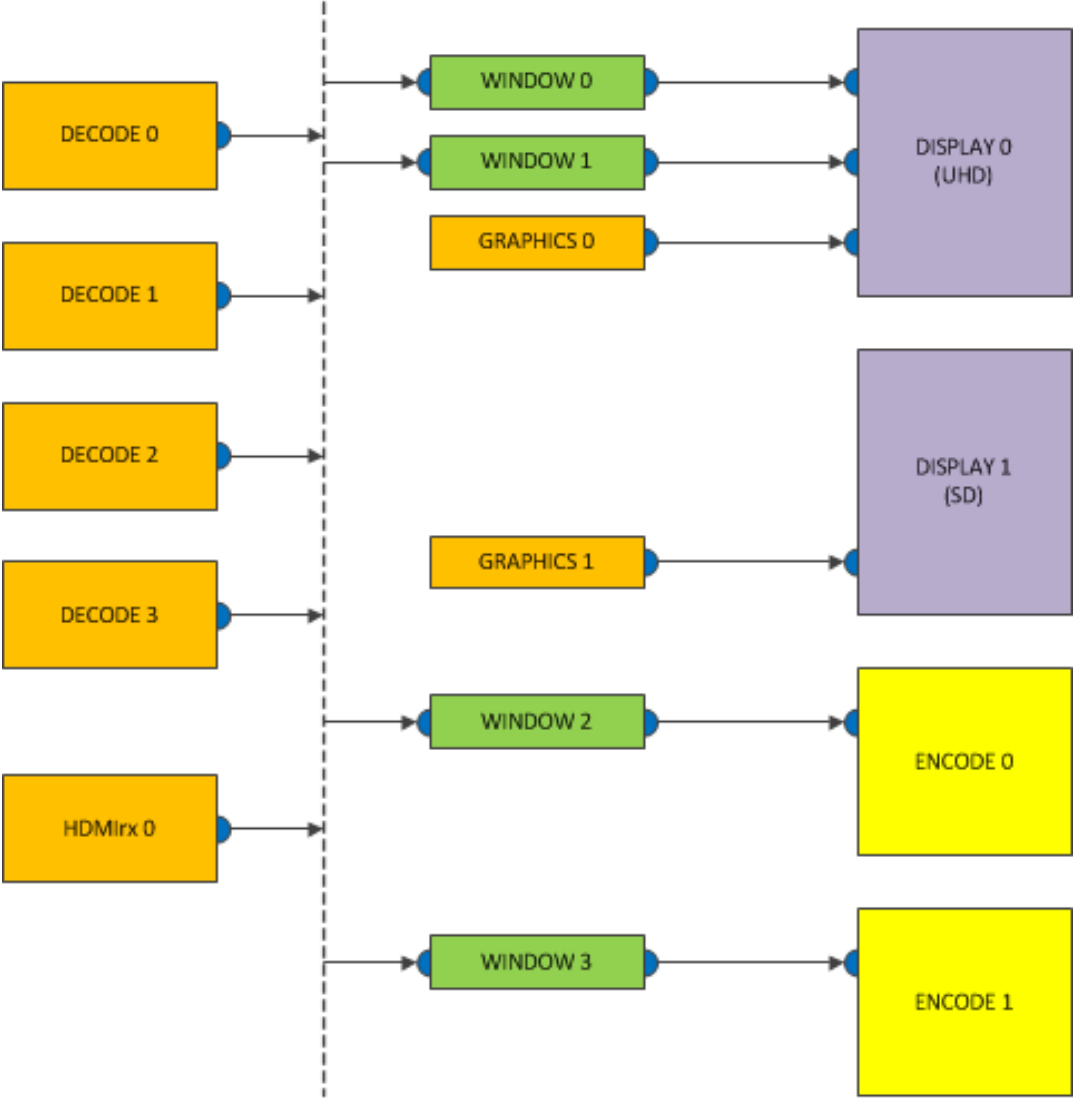 DECODE 0
DECODE 1
DECODE 2
DECODE 3
HDMIrx 0
WINDOW 0
WINDOW 1
GRAPHICS 0
GRAPHICS 1
WINDOW 2
WINDOW 3
DISPLAY 0
(UHD)
DISPLAY 1
(SD)
ENCODE 0
ENCODE 1